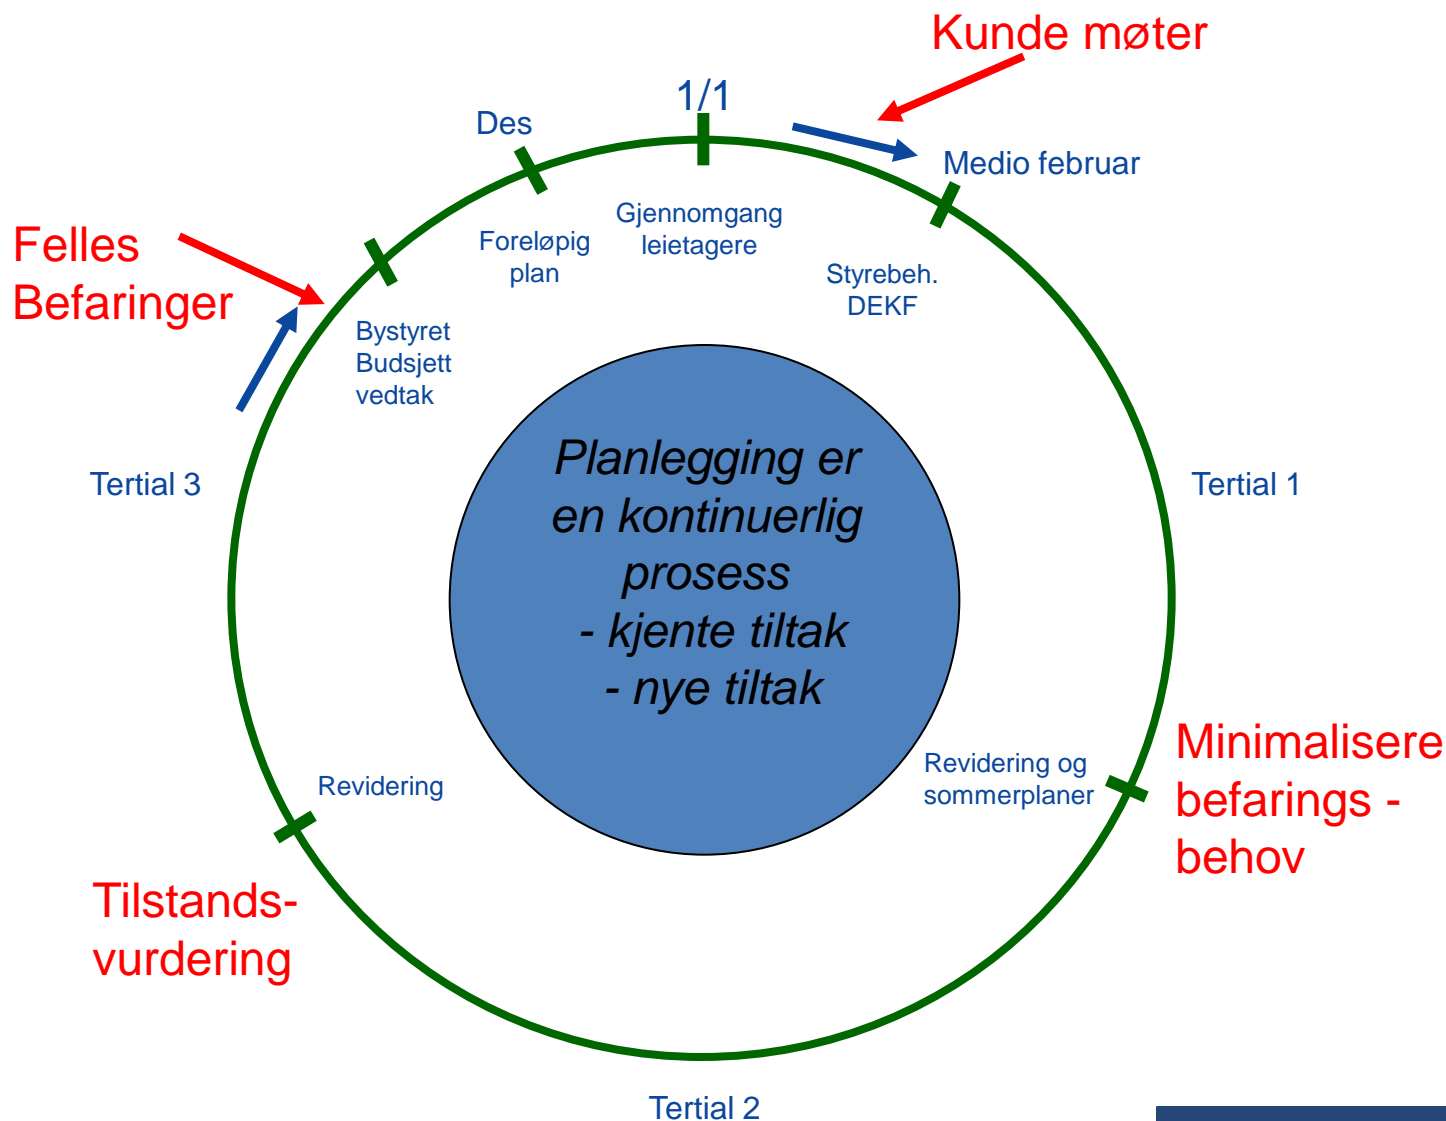 Kunde møter
1/1
Des
Medio februar
Gjennomgang
leietagere
Foreløpig
plan
Felles
Befaringer
Styrebeh.
DEKF
Bystyret
Budsjett
vedtak
Planlegging er
en kontinuerlig
prosess
- kjente tiltak
- nye tiltak
Tertial 3
Tertial 1
Minimalisere
befarings -
behov
Revidering og
sommerplaner
Revidering
Tilstands-
vurdering
Tertial 2